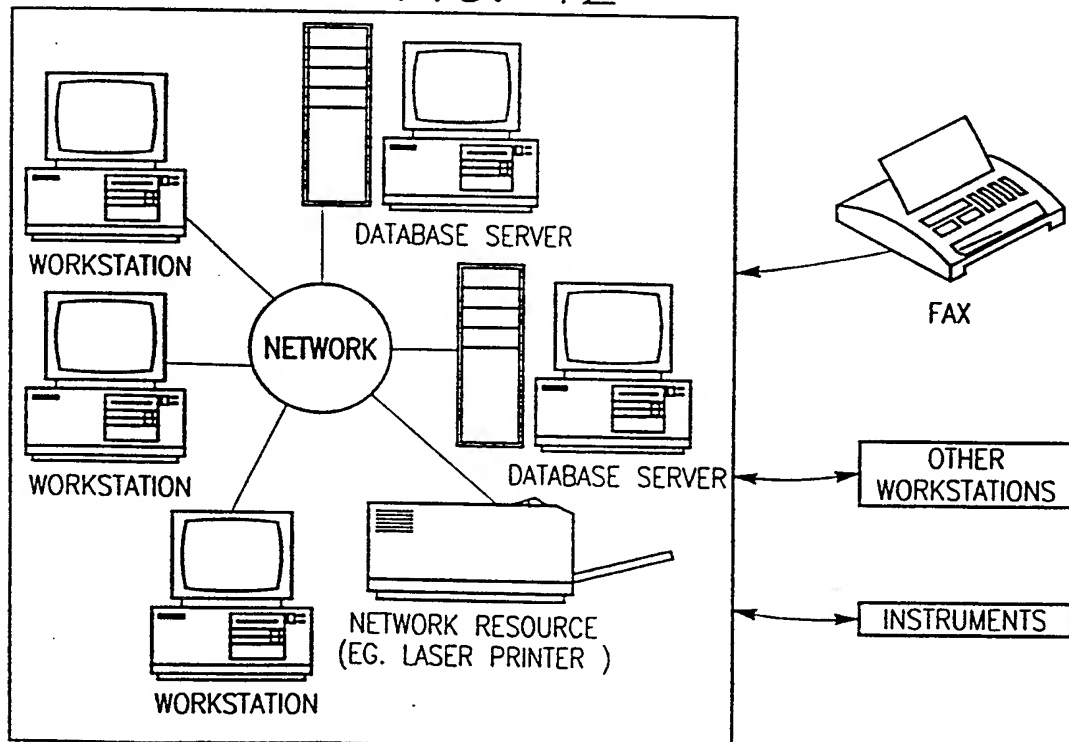 DATABASE SERVER
WORKSTATION
FAX
NETWORK
WORKSTATION
DATABASE SERVER
OTHER
WORKSTATIONS
NETWORK RESOURCE
(EG. LASER PRINTER )
INSTRUMENTS
WORKSTATION